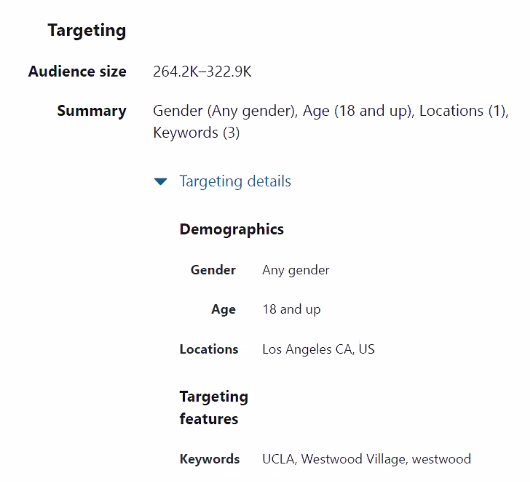 Targeting
Audience size 264.2K–322.9K
Summary Gender (Any gender), Age (18 and up), Locations (1),
Keywords (3)
Targeting details
Demographics
Gender Any gender
Age 18 and up
Locations Los Angeles CA, US
Targeting
features
Keywords UCLA, Westwood Village, westwood